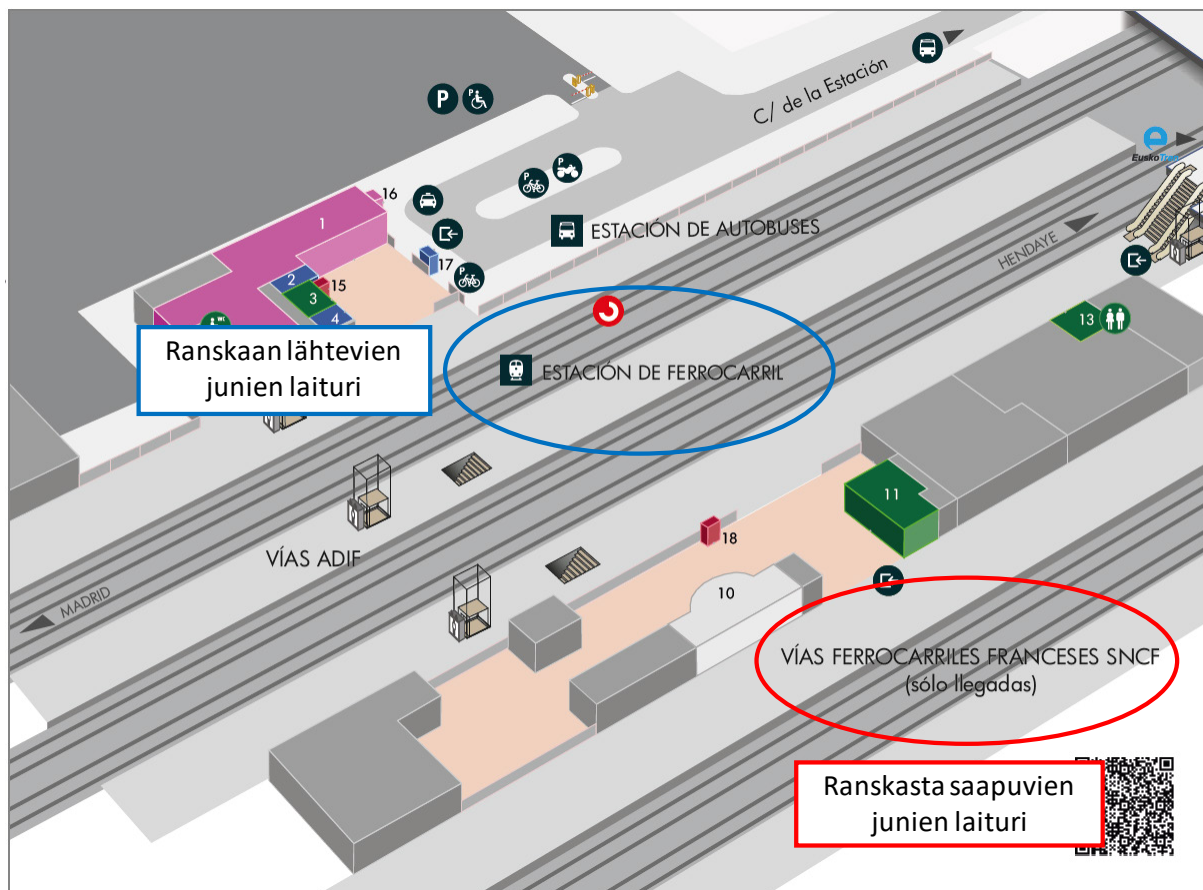 C/ de la Estación
P
P
EuskoTren
16
1
P
P
ESTACIÓN DE AUTOBUSES
HENDAYE
17
P
2
15
3
4
WC
13
Ranskaan lähtevien
junien laituri
ESTACIÓN DE FERROCARRIL
11
VÍAS ADIF
18
MADRID
10
VÍAS FERROCARRILES FRANCESES SNCF
(sólo llegadas)
Ranskasta saapuvien
junien laituri